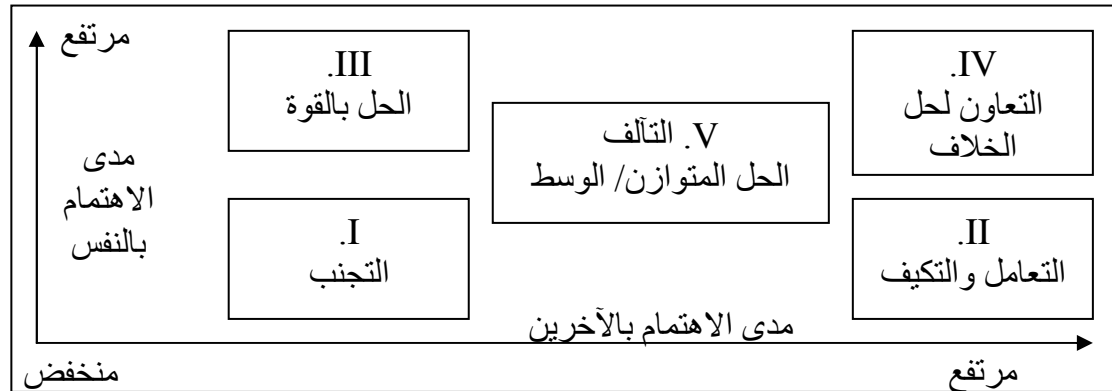 مرتفع
مدى
الاهتمام
بالنفس
III.
الحل بالقوة
IV.
التعاون لحل
الخلاف
V. التآلف
الحل المتوازن/ الوسط
I.
التجنب
II.
التعامل والتكيف
مدى الاهتمام بالآخرين
منخفض
مرتفع